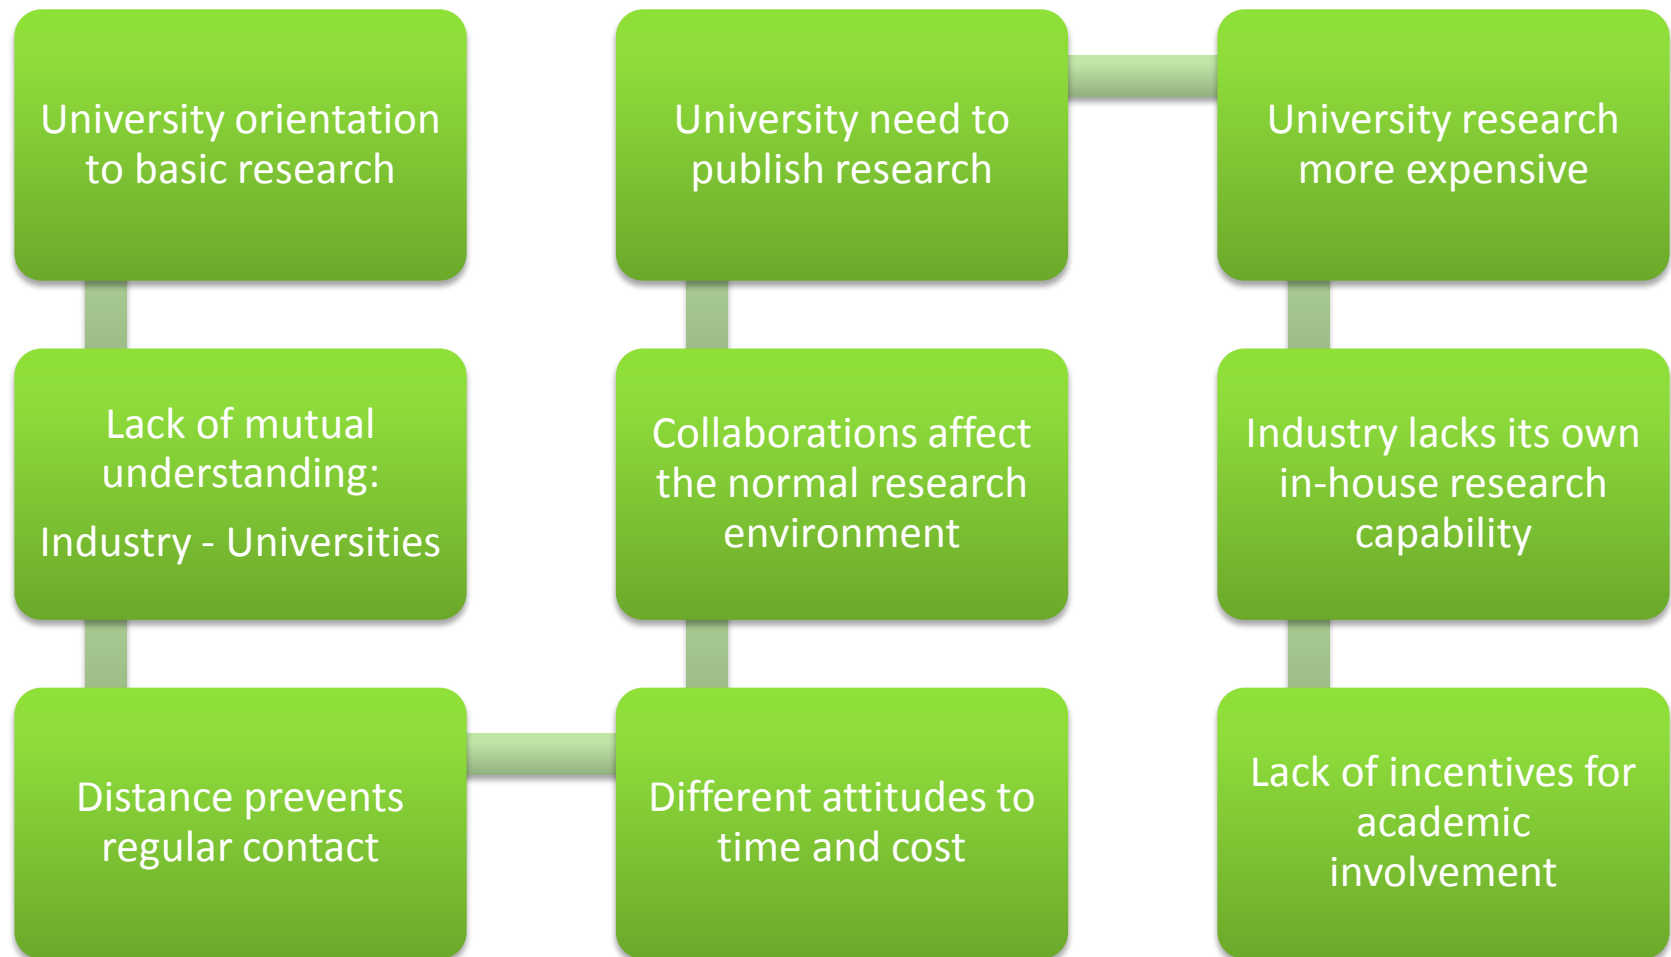 University orientation
to basic research
Lack of mutual
understanding:
Industry - Universities
Distance prevents
regular contact
Different attitudes to
time and cost
Collaborations affect
the normal research
environment
University need to
publish research
University research
more expensive
Industry lacks its own
in-house research
capability
Lack of incentives for
academic
involvement